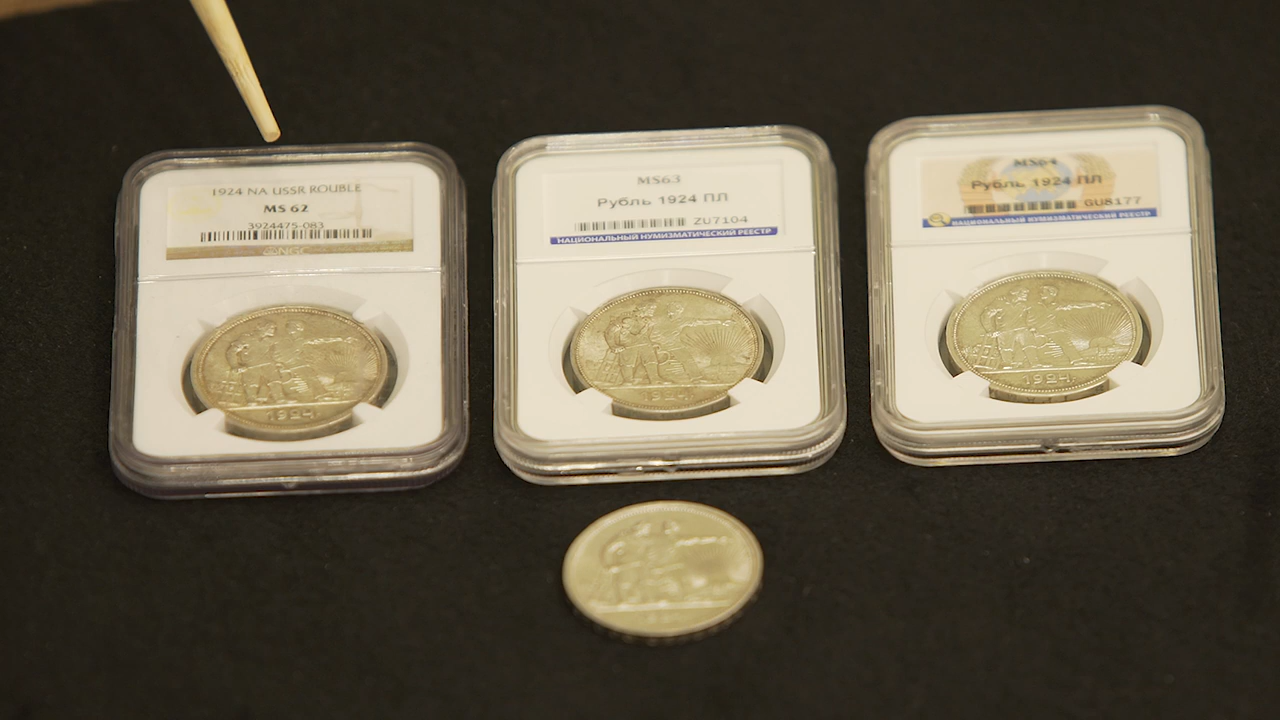 1924 NA USSR ROUBLE
MS 62
3924475-083
NGC
1924.
MS63
Рубль 1924 ПЛ
ZU7104
НАЦИОНАЛЬНЫЙ НУМИЗМАТИЧЕСКИЙ РЕЕСТР
1924.
MS64
Рубль 1924 ПЛ
GU8177
НАЦИОНАЛЬНЫЙ НУМИЗМАТИЧЕСКИЙ РЕЕСТР
1924.